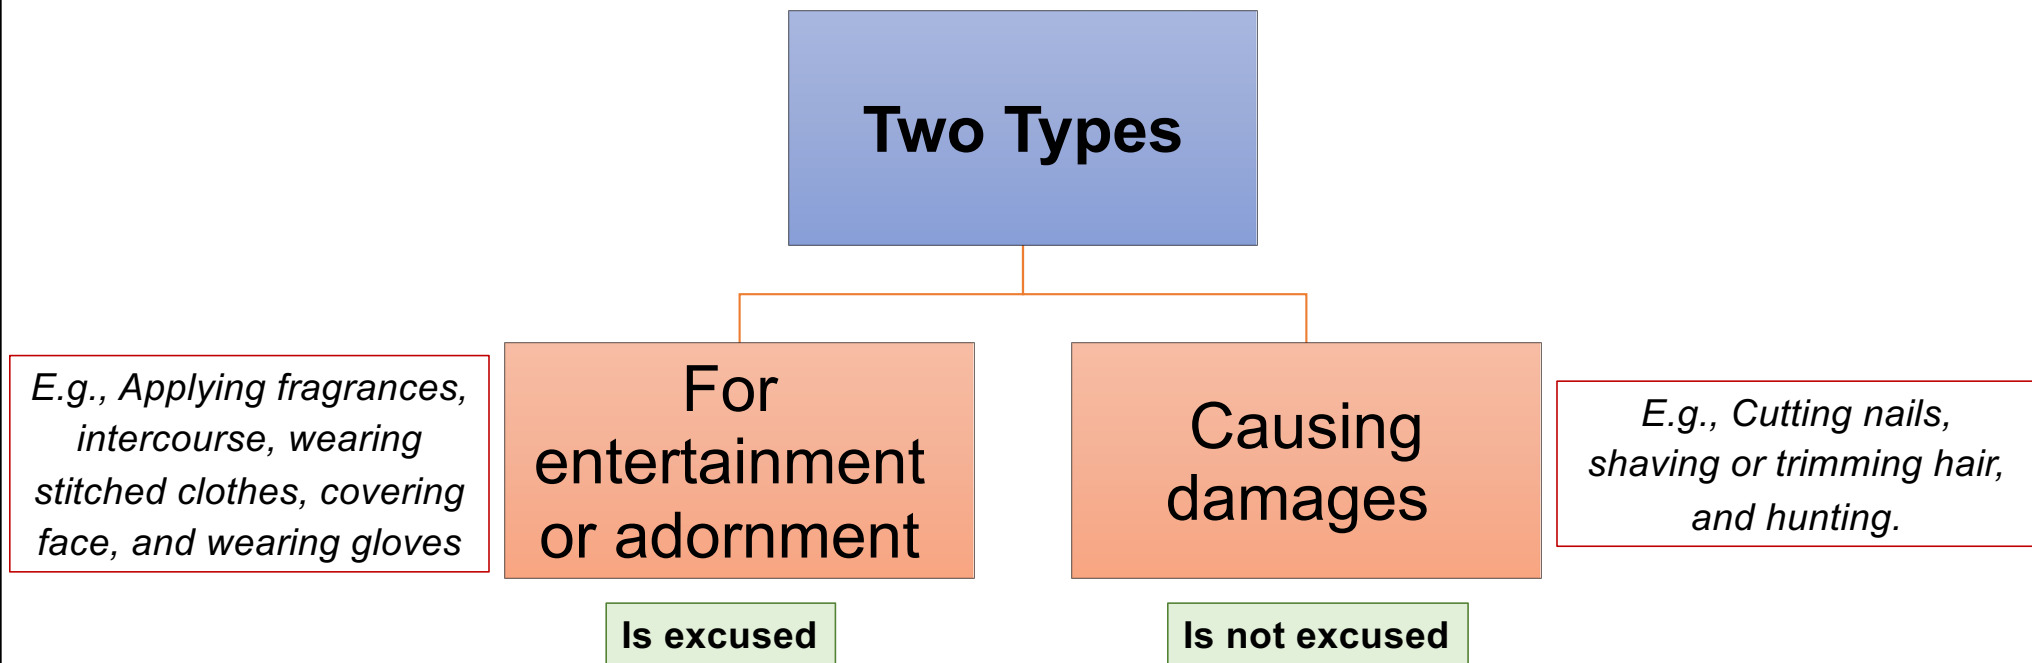 Two Types
E.g., Applying fragrances,
intercourse, wearing
stitched clothes, covering
face, and wearing gloves
For
entertainment
or adornment
Causing
damages
E.g., Cutting nails,
shaving or trimming hair,
and hunting.
Is excused
Is not excused